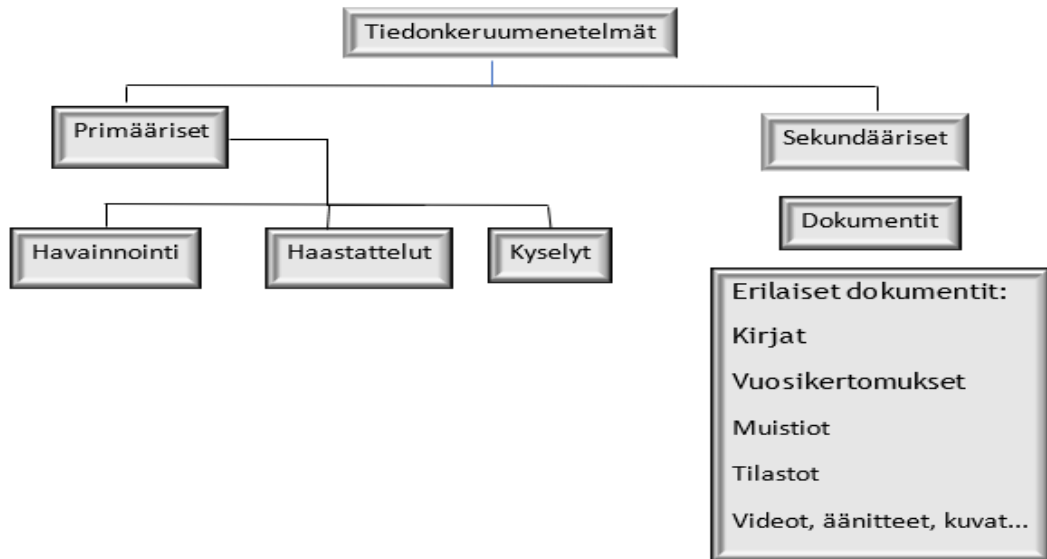 Tiedonkeruumenetelmät
Primääriset
Sekundääriset
Havainnointi
Haastattelut
Kyselyt
Dokumentit
Erilaiset dokumentit:
Kirjat
Vuosikertomukset
Muistiot
Tilastot
Videot, äänitteet, kuvat...